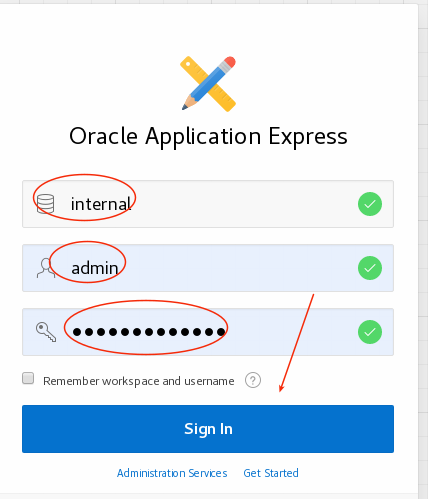 Oracle Application Express
internal
admin
•••••••••••••
Remember workspace and username ?
Sign In
Administration Services Get Started